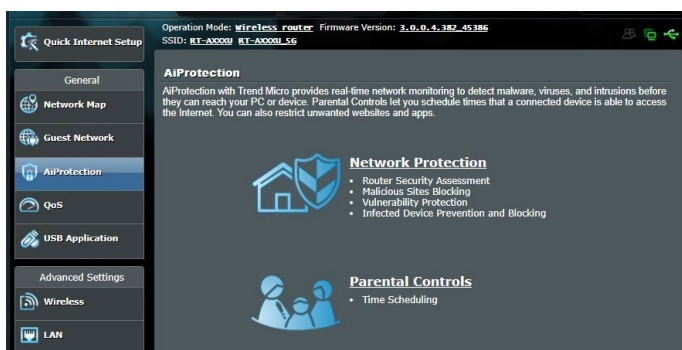 Quick Internet Setup
Operation Mode: Wireless router Firmware Version: 3.0.0.4.382_45386
SSID: RT-AXXXU RT-AXXXU_5G
General
Network Map
Guest Network
AiProtection
QoS
USB Application
Advanced Settings
Wireless
LAN
AiProtection
AiProtection with Trend Micro provides real-time network monitoring to detect malware, viruses, and intrusions before
they can reach your PC or device. Parental Controls let you schedule times that a connected device is able to access
the Internet. You can also restrict unwanted websites and apps.
Network Protection
• Router Security Assessment
• Malicious Sites Blocking
• Vulnerability Protection
• Infected Device Prevention and Blocking
Parental Controls
• Time Scheduling